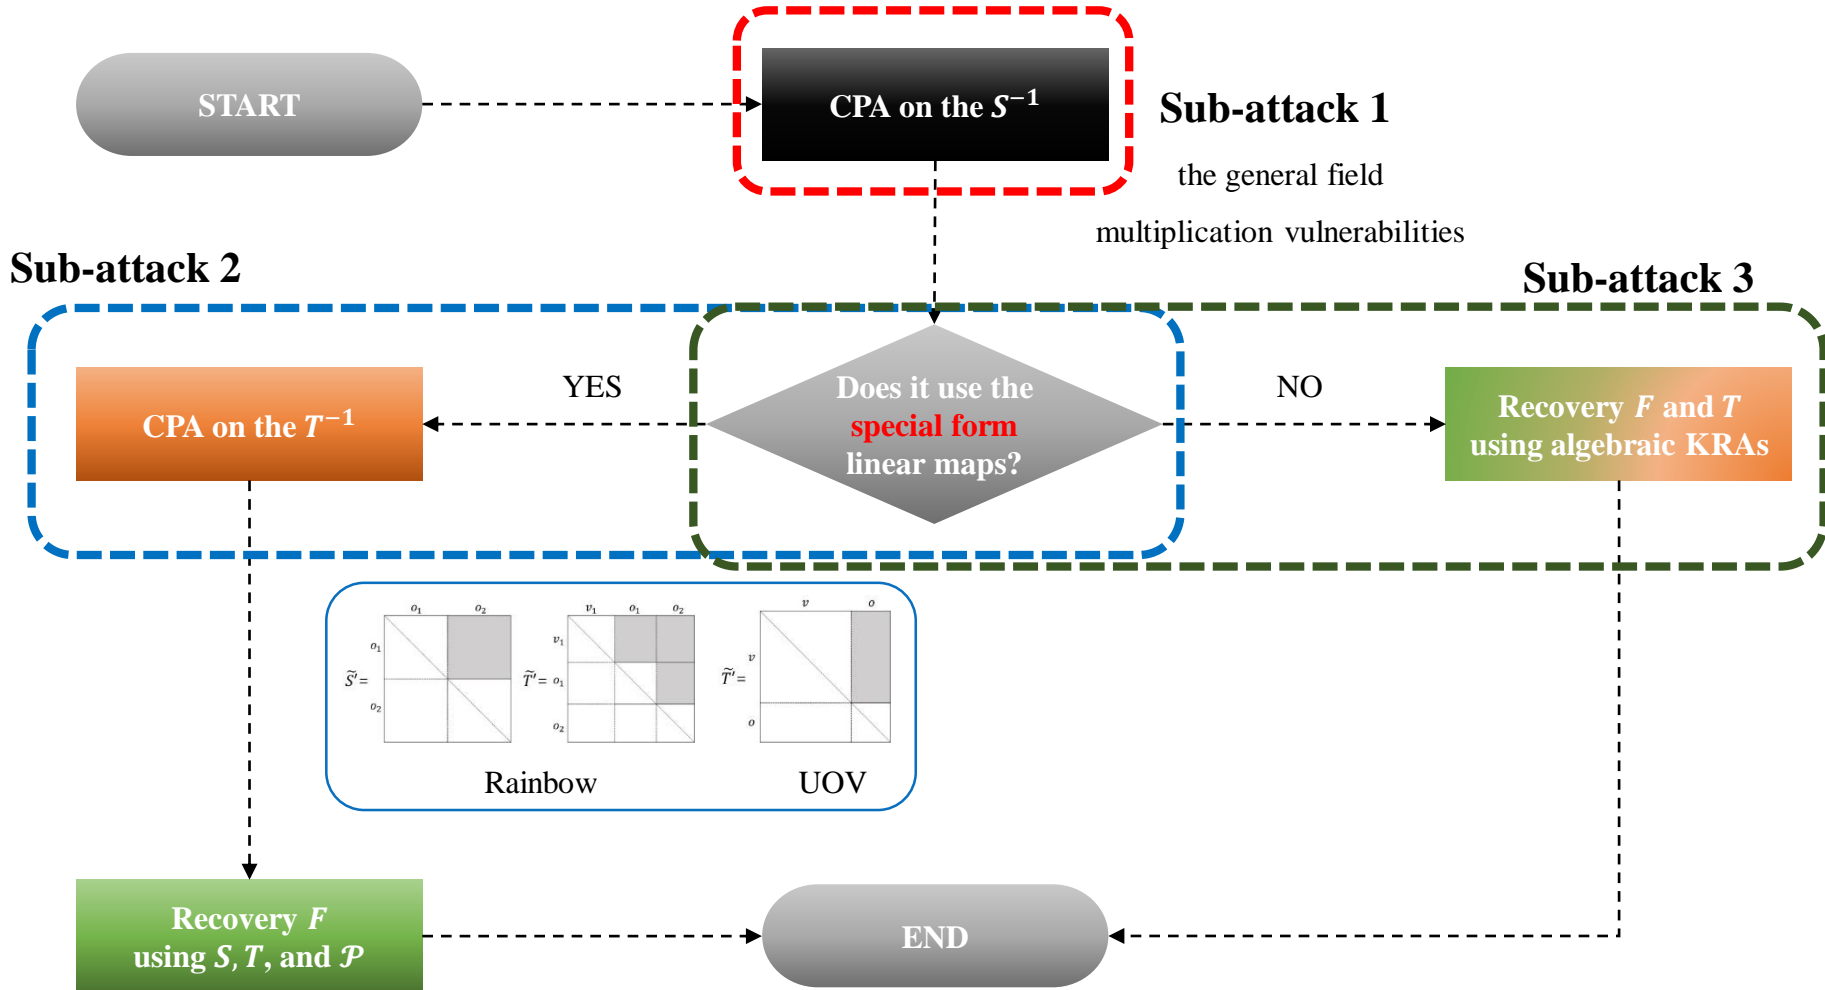 START
CPA on the S⁻¹
Sub-attack 1
the general field
multiplication vulnerabilities
Sub-attack 2
Sub-attack 3
CPA on the T⁻¹
YES
Does it use the
special form
linear maps?
NO
Recovery F and T
using algebraic KRAs
o₁ o₂
o₁
S̃′=
o₂
v₁ o₁ o₂
v₁
T̃′= o₁
o₂
v o
v
T̃′=
o
Rainbow
UOV
Recovery F
using S, T, and 𝒫
END